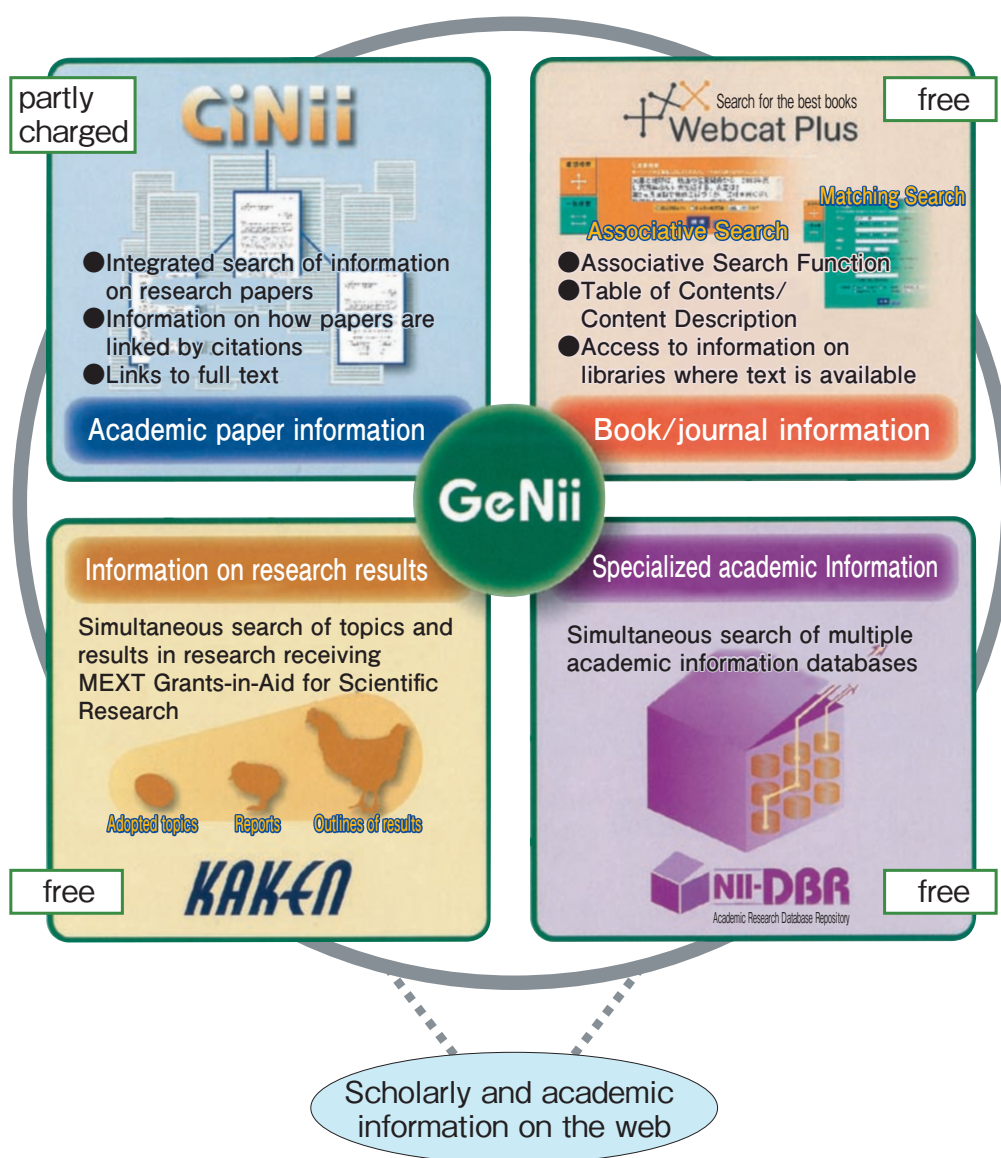 partly
charged
CiNii
●Integrated search of information
on research papers
●Information on how papers are
linked by citations
●Links to full text
Academic paper information
free
Search for the best books
Webcat Plus
Matching Search
Associative Search
●Associative Search Function
●Table of Contents/
Content Description
●Access to information on
libraries where text is available
Book/journal information
GeNii
Information on research results
Simultaneous search of topics and
results in research receiving
MEXT Grants-in-Aid for Scientific
Research
Adopted topics
Reports
Outlines of results
free
KAKEN
Specialized academic Information
Simultaneous search of multiple
academic information databases
NII-DBR
Academic Research Database Repository
free
Scholarly and academic
information on the web